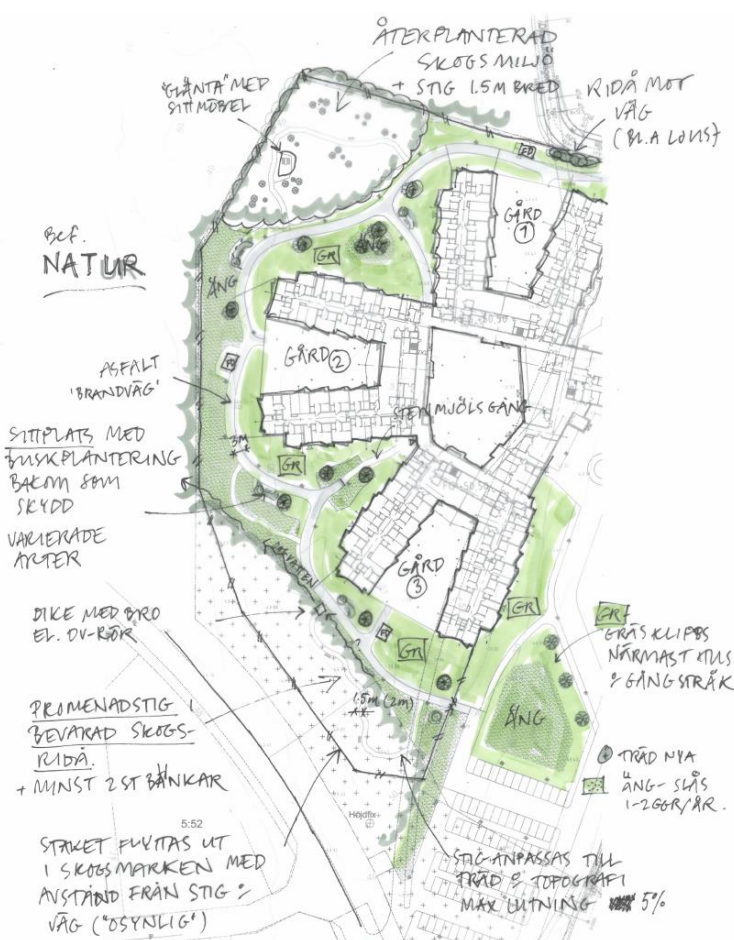 ÅTERPLANTERAD
SKOGSMILJÖ
+ STIG 1.5M BRED
"GLÄNTA" MED
SITTMÖBEL
RIDÅ MOT
VÄG
(BL.A LONIS?)
Bef.
NATUR
GÅRD
1
GR
ÄNG
ÄNG
GÅRD 2
ASFALT
'BRANDVÄG'
STENMJÖLSGÅNG
3M
SITTPLATS MED
BUSKPLANTERING
BAKOM SOM
SKYDD
VARIERADE
ARTER
GR
GÅRD
3
GR
GR
GR
GRÄS KLIPPS
NÄRMAST HUS
& GÅNGSTRÅK
ÄNG
DIKE MED BRO
EL. DV-RÖR
1.5m (2m)
PROMENADSTIG I
BEVARAD SKOGS-
RIDÅ.
+ MINST 2 ST BÄNKAR
TRÄD NYA
ÄNG - SLÅS
1-2 GGR/ÅR.
5:52
Höjdfix
STAKET FLYTTAS UT
I SKOGSMARKEN MED
AVSTÅND FRÅN STIG &
VÄG ("OSYNLIG")
STIG ANPASSAS TILL
TRÄD & TOPOGRAFI
MAX LUTNING 5%